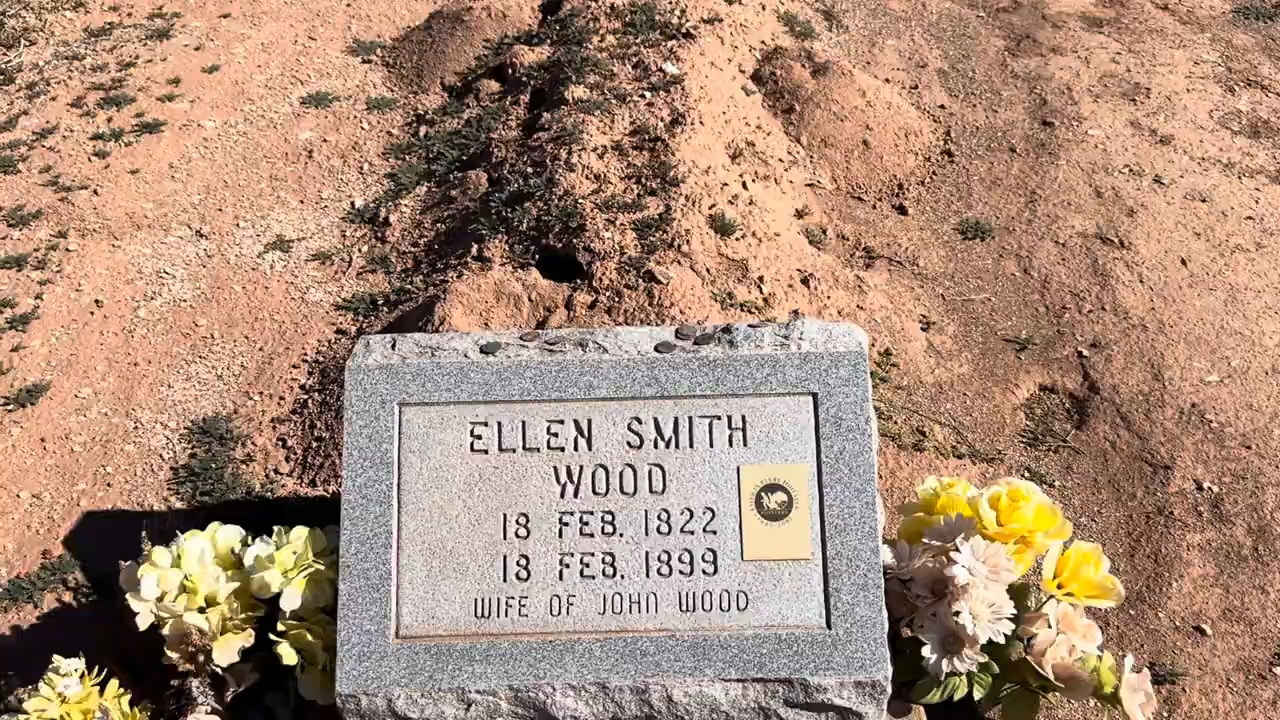 ELLEN SMITH
WOOD
18 FEB. 1822
18 FEB. 1899
WIFE OF JOHN WOOD